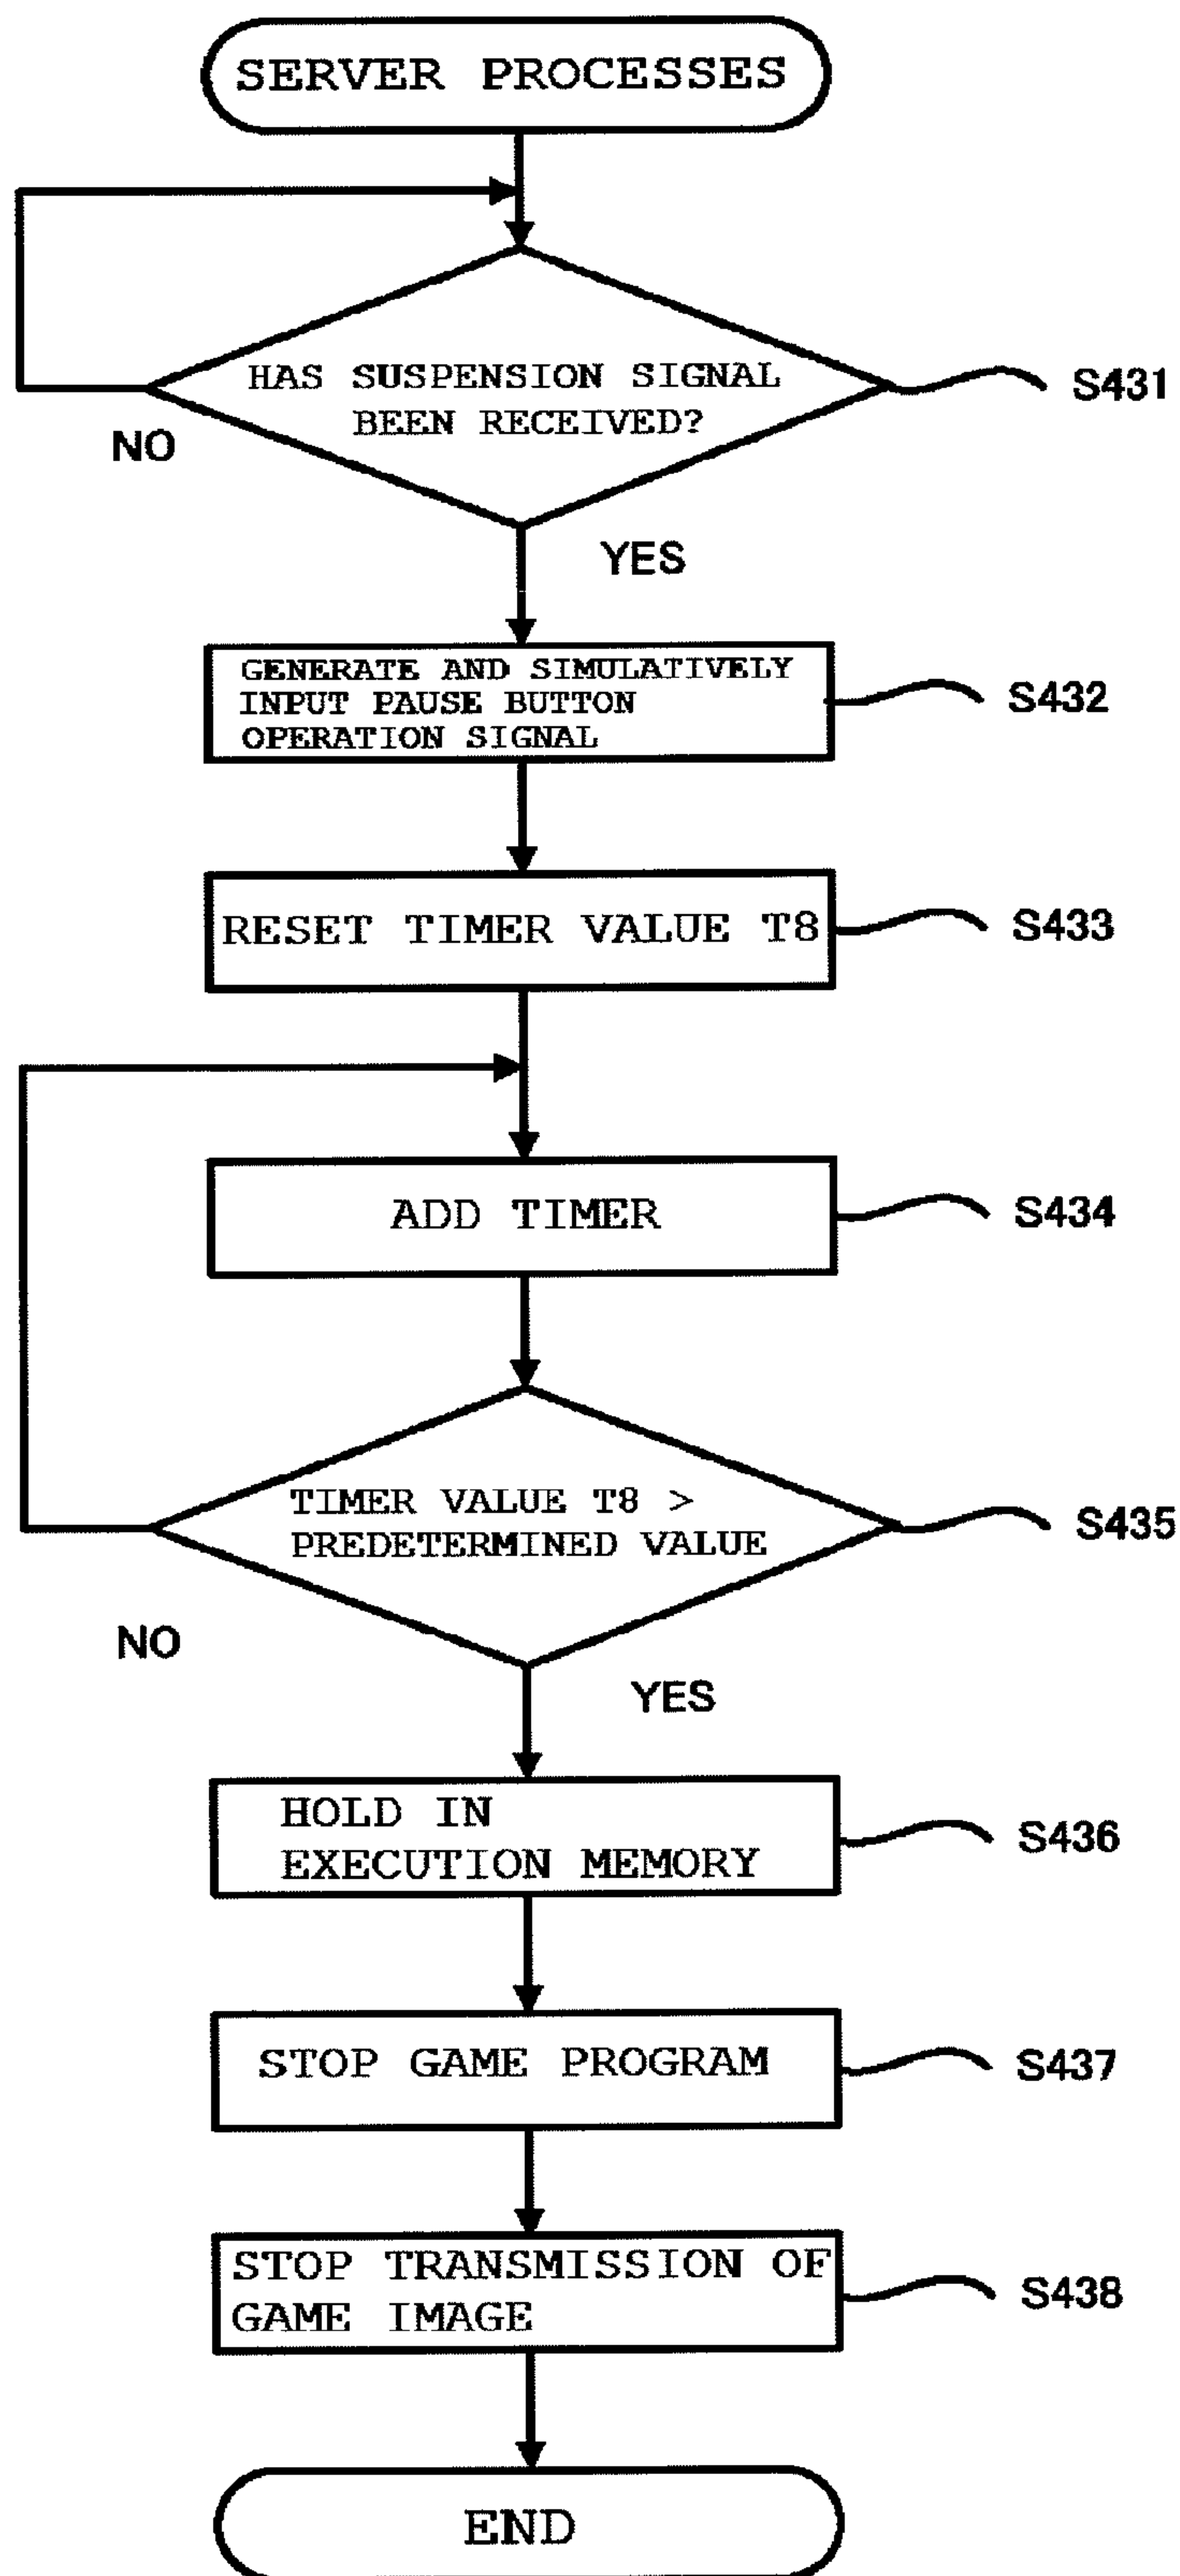 SERVER PROCESSES
HAS SUSPENSION SIGNAL
BEEN RECEIVED?
S431
NO
YES
GENERATE AND SIMULATIVELY
INPUT PAUSE BUTTON
OPERATION SIGNAL
S432
RESET TIMER VALUE T8
S433
ADD TIMER
S434
TIMER VALUE T8 >
PREDETERMINED VALUE
S435
NO
YES
HOLD IN
EXECUTION MEMORY
S436
STOP GAME PROGRAM
S437
STOP TRANSMISSION OF
GAME IMAGE
S438
END